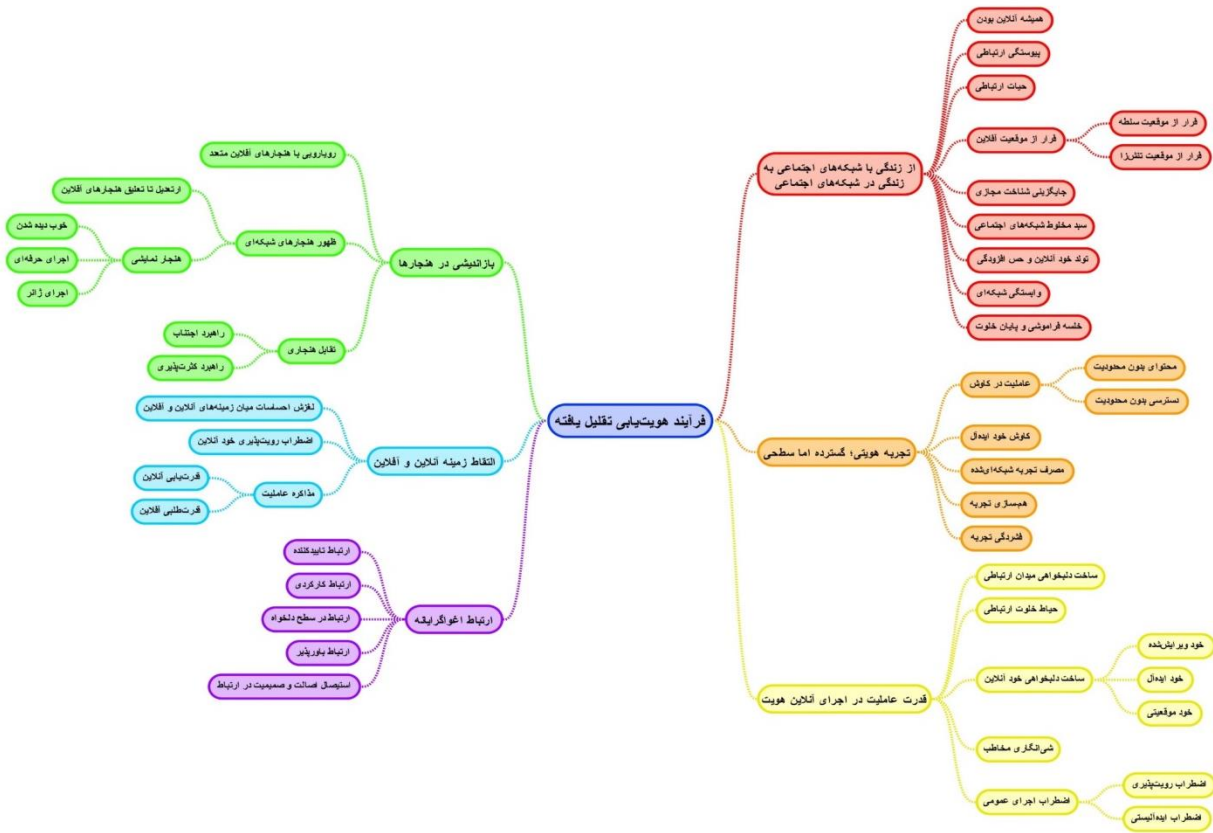 فرآیند هویت‌یابی تقلیل یافته
از زندگی با شبکه‌های اجتماعی به
زندگی در شبکه‌های اجتماعی
همیشه آنلاین بودن
پیوستگی ارتباطی
حیات ارتباطی
فرار از موقعیت آفلاین
فرار از موقعیت سلطه
فرار از موقعیت تنش‌زا
جایگزینی شناخت مجازی
سبد مخلوط شبکه‌های اجتماعی
تولد خود آنلاین و حس افزودگی
وابستگی شبکه‌ای
خلسه فراموشی و پایان خلوت
تجربه هویتی؛ گسترده اما سطحی
عاملیت در کاوش
محتوای بدون محدودیت
دسترسی بدون محدودیت
کاوش خود ایده‌آل
مصرف تجربه شبکه‌ای‌شده
هم‌سازی تجربه
فشردگی تجربه
قدرت عاملیت در اجرای آنلاین هویت
ساخت دلبخواهی میدان ارتباطی
حیاط خلوت ارتباطی
ساخت دلبخواهی خود آنلاین
خود ویرایش‌شده
خود ایده‌آل
خود موقعیتی
شی‌انگاری مخاطب
اضطراب اجرای عمومی
اضطراب رویت‌پذیری
اضطراب ایده‌آلیستی
بازاندیشی در هنجارها
رویارویی با هنجارهای آفلاین متعدد
ظهور هنجارهای شبکه‌ای
ازتعدیل تا تعلیق هنجارهای آفلاین
هنجار نمایشی
خوب دیده شدن
اجرای حرفه‌ای
اجرای ژانر
تقابل هنجاری
راهبرد اجتناب
راهبرد کثرت‌پذیری
التقاط زمینه آنلاین و آفلاین
لغزش احساسات میان زمینه‌های آنلاین و آفلاین
اضطراب رویت‌پذیری خود آنلاین
مذاکره عاملیت
قدرت‌یابی آنلاین
قدرت‌طلبی آفلاین
ارتباط اغواگرایانه
ارتباط تاییدکننده
ارتباط کارکردی
ارتباط در سطح دلخواه
ارتباط باورپذیر
استیصال اصالت و صمیمیت در ارتباط